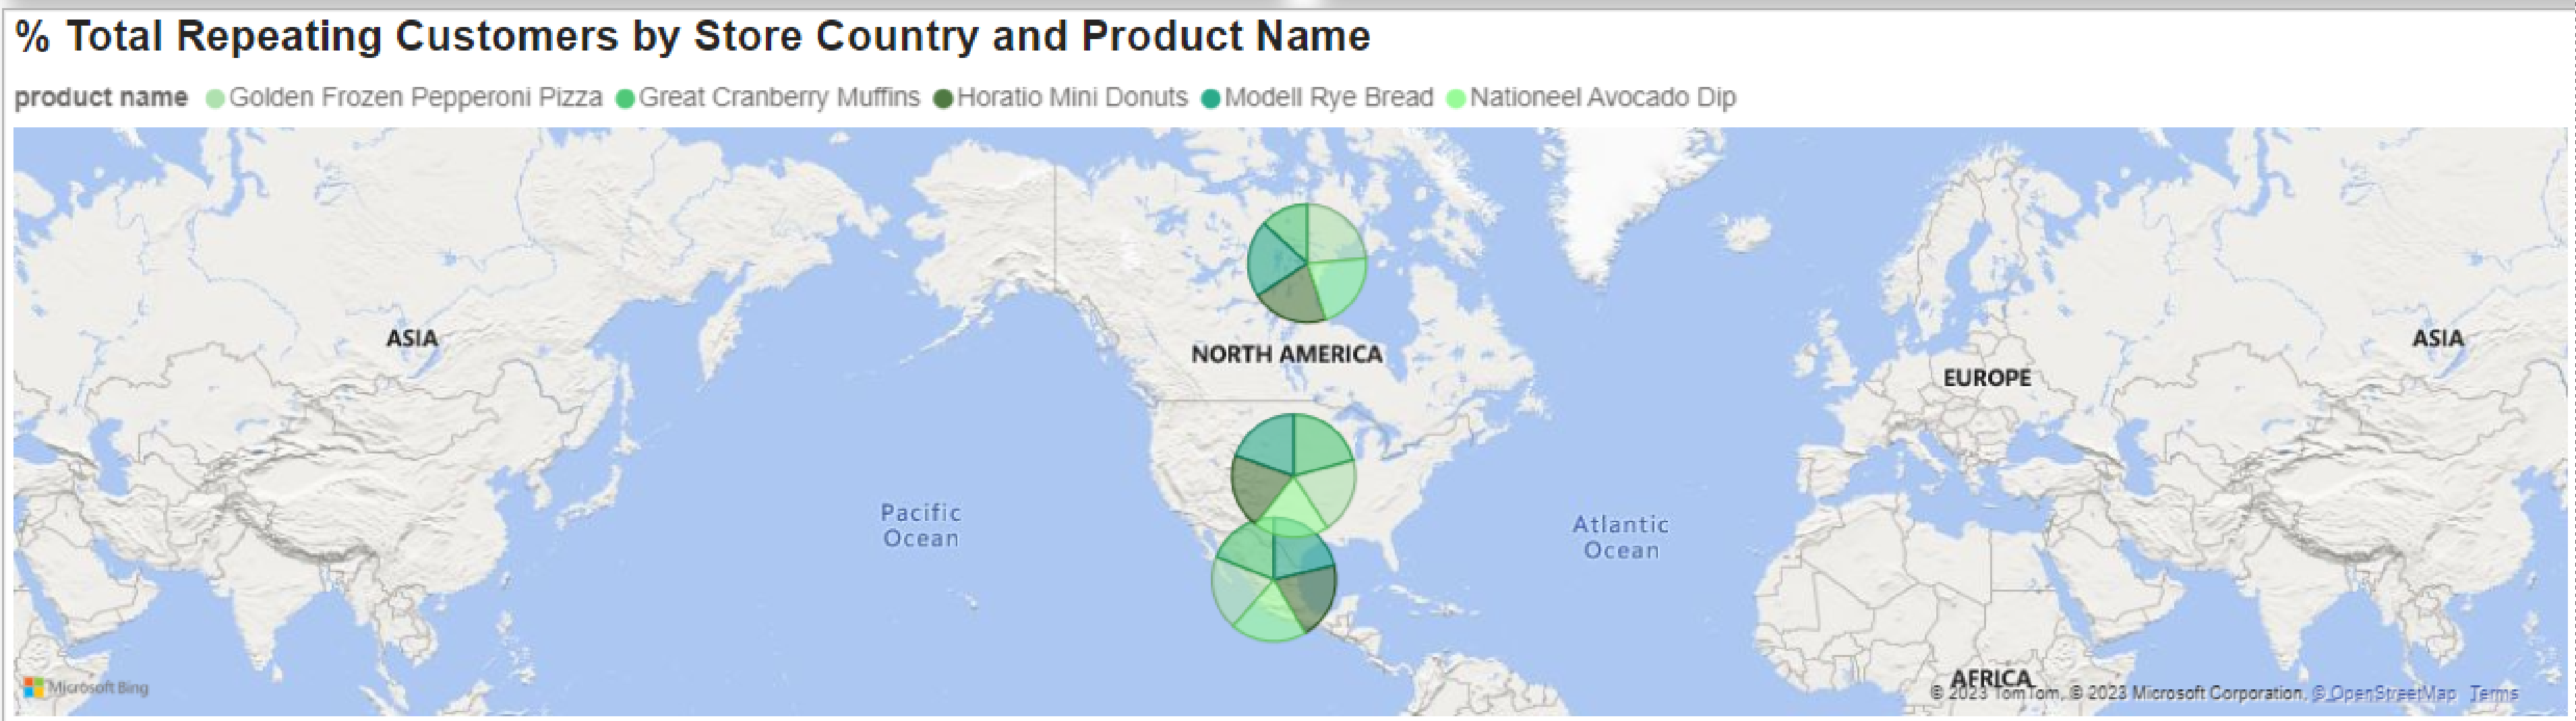 % Total Repeating Customers by Store Country and Product Name
product name Golden Frozen Pepperoni Pizza Great Cranberry Muffins Horatio Mini Donuts Modell Rye Bread Nationeel Avocado Dip
ASIA
NORTH AMERICA
EUROPE
ASIA
Pacific
Ocean
Atlantic
Ocean
AFRICA
Microsoft Bing
© 2023 TomTom, © 2023 Microsoft Corporation, © OpenStreetMap Terms